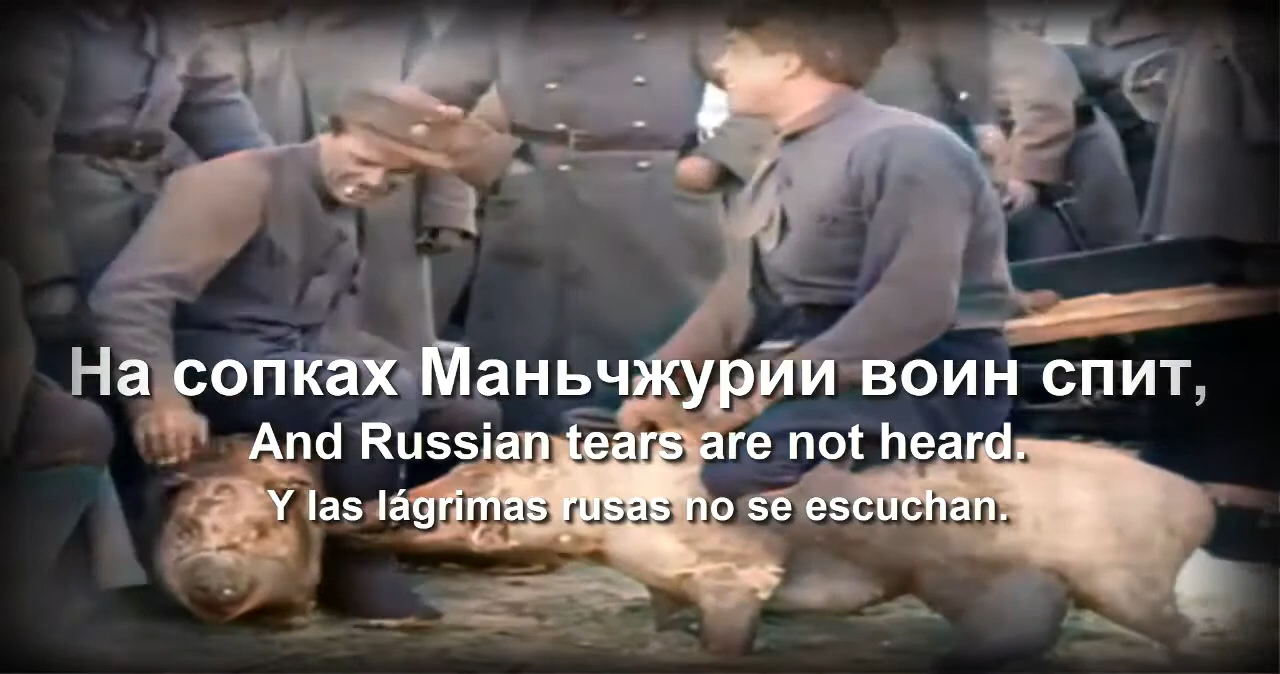 На сопках Маньчжурии воин спит,
And Russian tears are not heard.
Y las lágrimas rusas no se escuchan.